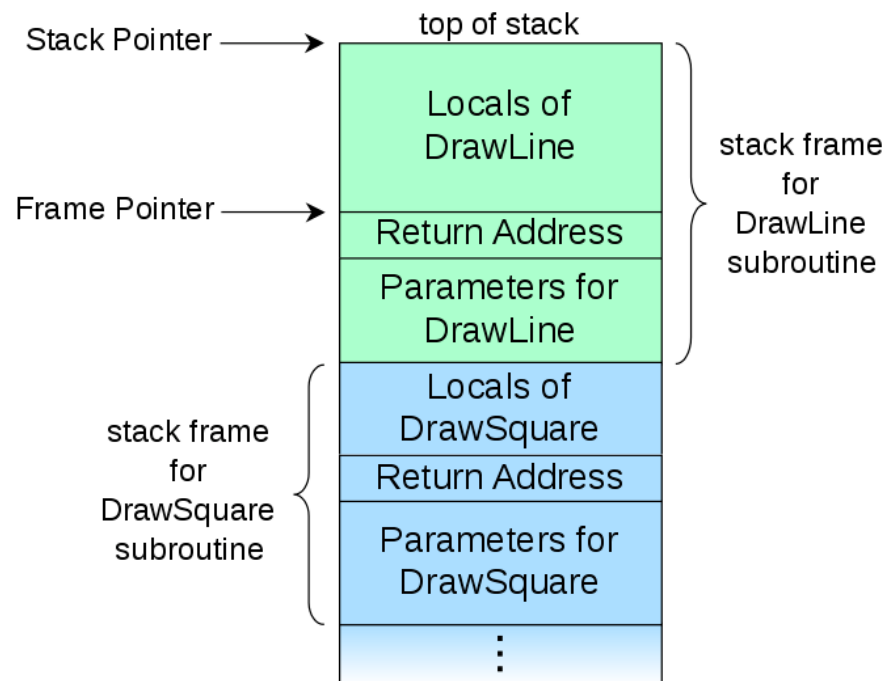 top of stack
Stack Pointer
Locals of
DrawLine
stack frame
for
DrawLine
subroutine
Frame Pointer
Return Address
Parameters for
DrawLine
Locals of
DrawSquare
stack frame
for
DrawSquare
subroutine
Return Address
Parameters for
DrawSquare